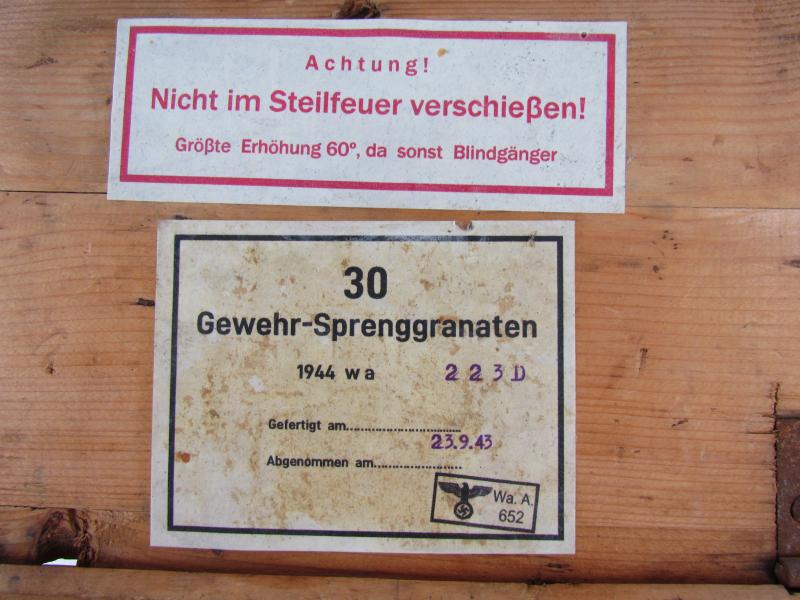 Achtung!
Nicht im Steilfeuer verschießen!
Größte Erhöhung 60º, da sonst Blindgänger
30
Gewehr-Sprenggranaten
1944 wa 223D
Gefertigt am..............................
23.9.43
Abgenommen am........................
Wa. A.
652